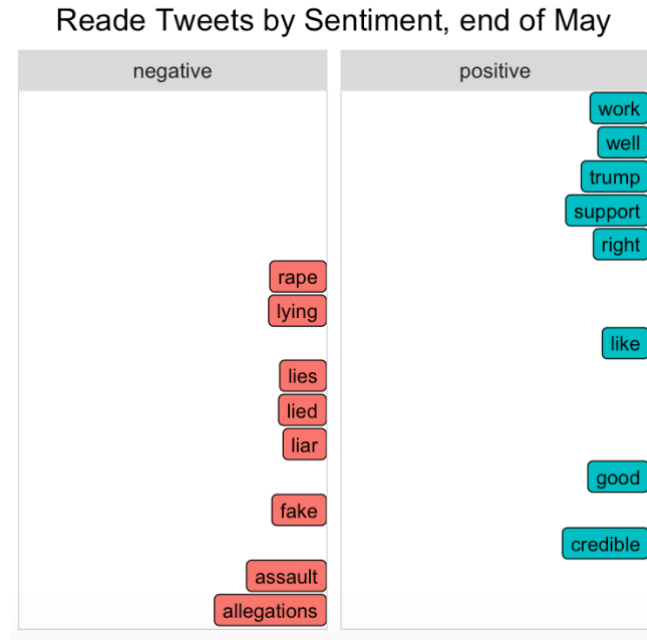 Reade Tweets by Sentiment, end of May
negative
positive
work
well
trump
support
right
rape
lying
like
lies
lied
liar
good
fake
credible
assault
allegations